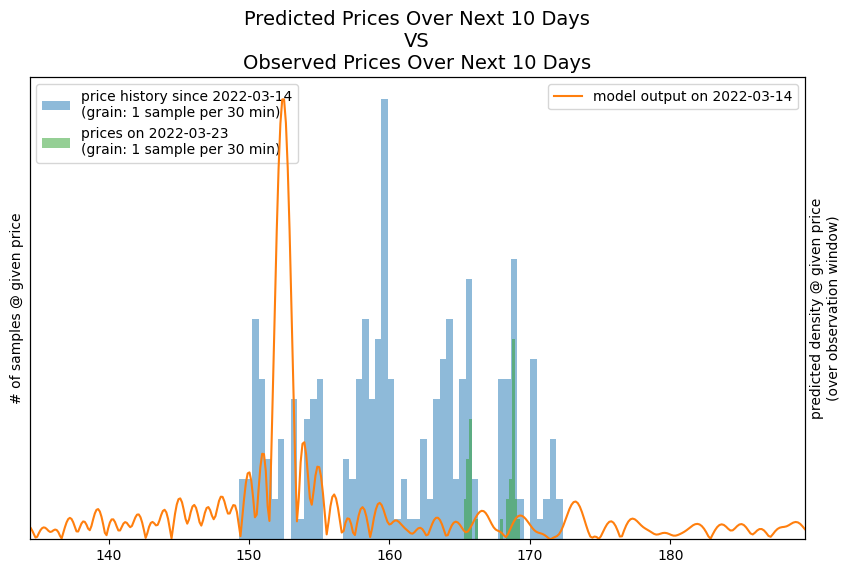 Predicted Prices Over Next 10 Days
VS
Observed Prices Over Next 10 Days
price history since 2022-03-14
(grain: 1 sample per 30 min)
prices on 2022-03-23
(grain: 1 sample per 30 min)
model output on 2022-03-14
# of samples @ given price
predicted density @ given price
(over observation window)
140 150 160 170 180